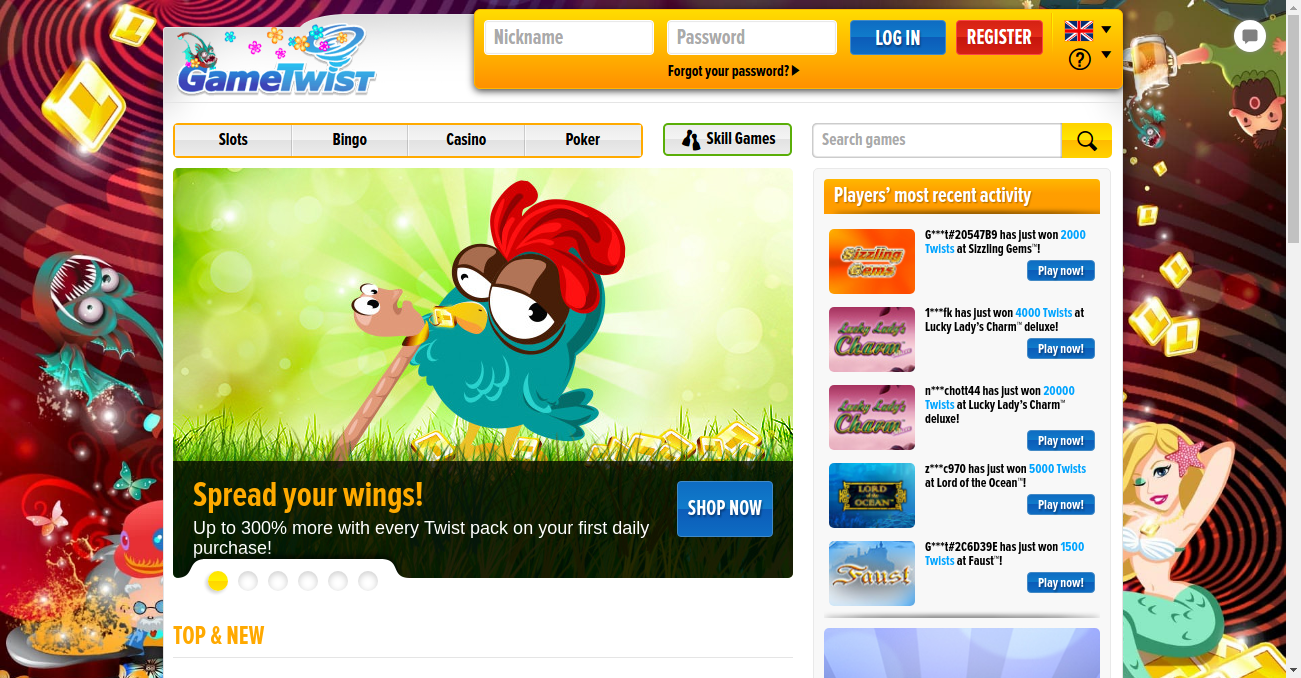 GameTwist
Nickname
Password
LOG IN
REGISTER
Forgot your password?
Slots
Bingo
Casino
Poker
Skill Games
Search games
Spread your wings!
Up to 300% more with every Twist pack on your first daily
purchase!
SHOP NOW
TOP & NEW
Players’ most recent activity
Sizzling
Gems
G***t#20547B9 has just won 2000
Twists at Sizzling Gems™!
Play now!
Lucky Lady's
Charm
1***fk has just won 4000 Twists at
Lucky Lady’s Charm™ deluxe!
Play now!
Lucky Lady's
Charm
n***chott44 has just won 20000
Twists at Lucky Lady’s Charm™
deluxe!
Play now!
LORD
OF THE
OCEAN
z***c970 has just won 5000 Twists
at Lord of the Ocean™!
Play now!
Faust
G***t#2C6D39E has just won 1500
Twists at Faust™!
Play now!